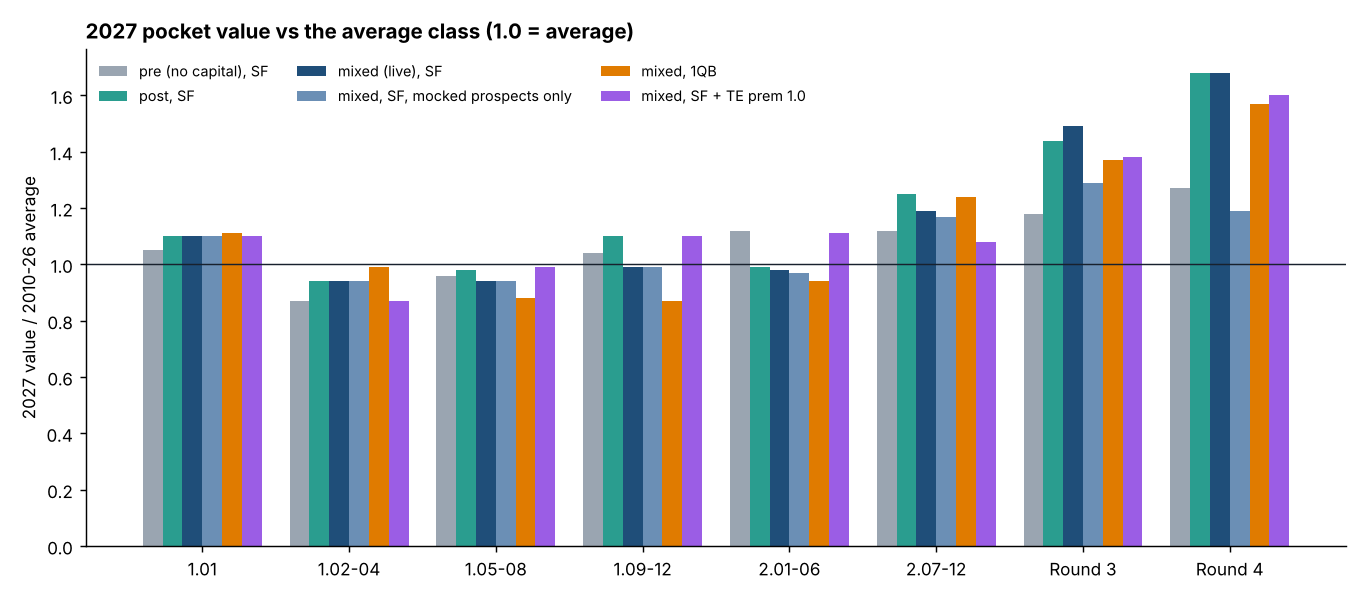 2027 pocket value vs the average class (1.0 = average)
pre (no capital), SF
mixed (live), SF
mixed, 1QB
post, SF
mixed, SF, mocked prospects only
mixed, SF + TE prem 1.0
2027 value / 2010-26 average
1.6
1.4
1.2
1.0
0.8
0.6
0.4
0.2
0.0
1.01
1.02-04
1.05-08
1.09-12
2.01-06
2.07-12
Round 3
Round 4